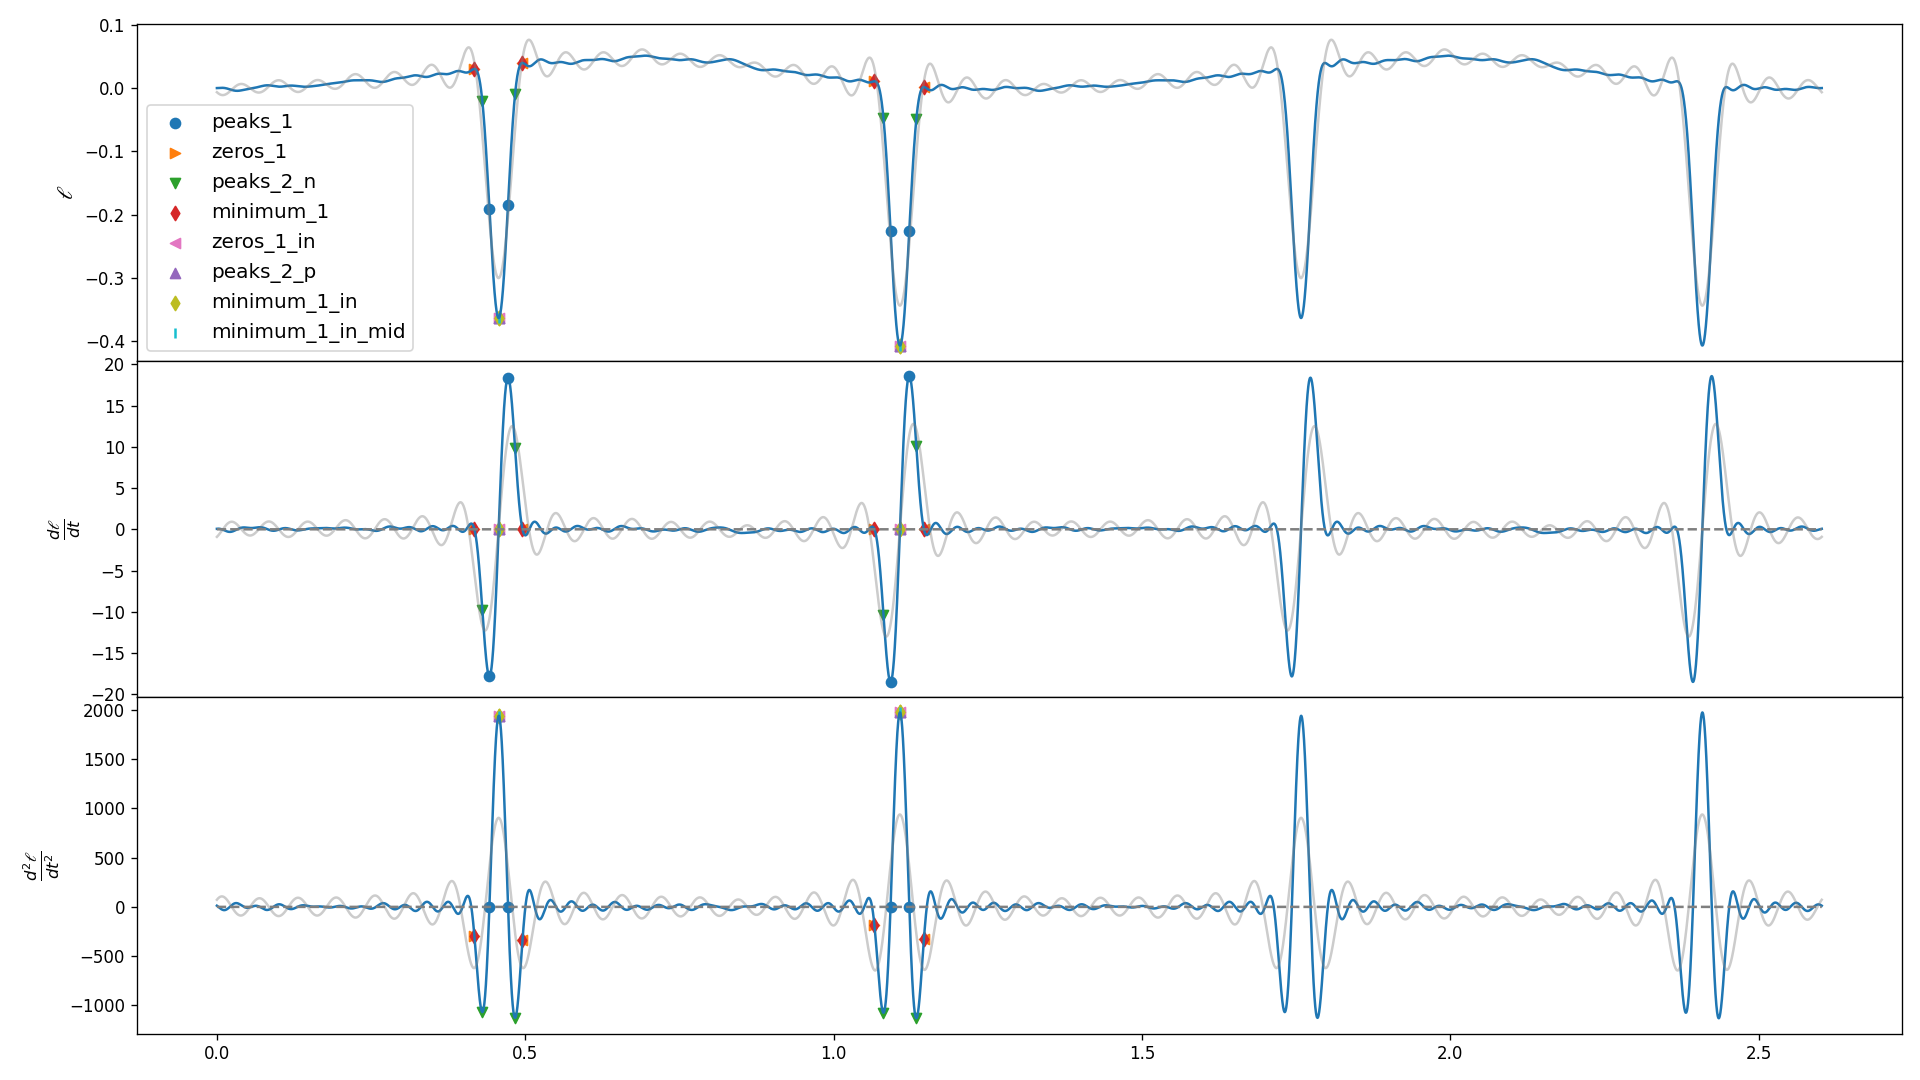 0.1
0.0
−0.1
−0.2
−0.3
−0.4
ℓ
peaks_1
zeros_1
peaks_2_n
minimum_1
zeros_1_in
peaks_2_p
minimum_1_in
minimum_1_in_mid
20
15
10
5
0
−5
−10
−15
−20
dℓ
dt
2000
1500
1000
500
0
−500
−1000
d²ℓ
dt²
0.0 0.5 1.0 1.5 2.0 2.5